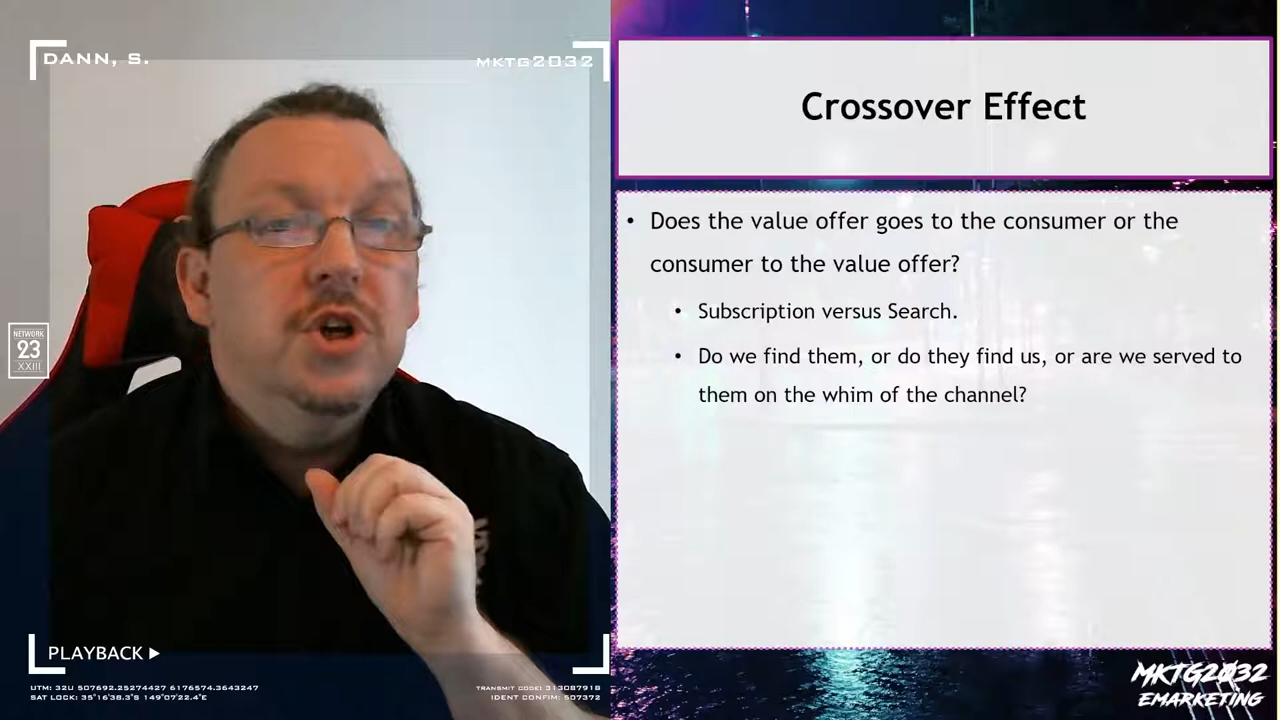 DANN, S.
MKTG2032
NETWORK
23
XXIII
PLAYBACK
UTM: 32U 507692.25274427 6176574.3643247
SAT LOCK: 35°16'38.3"S 149°07'22.4"E
TRANSMIT CODE: 313087918
IDENT CONFIM: 507372
Crossover Effect
• Does the value offer goes to the consumer or the
consumer to the value offer?
• Subscription versus Search.
• Do we find them, or do they find us, or are we served to
them on the whim of the channel?
MKTG2032
EMARKETING